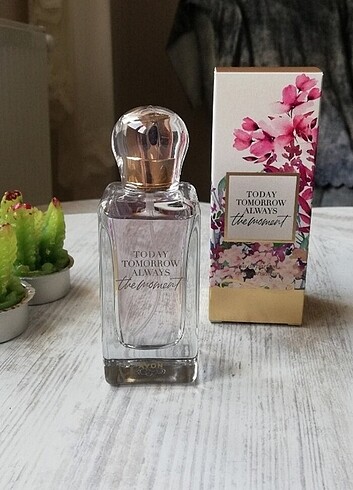 TODAY
TOMORROW
ALWAYS
the moment
AVON
TODAY
TOMORROW
ALWAYS
the moment